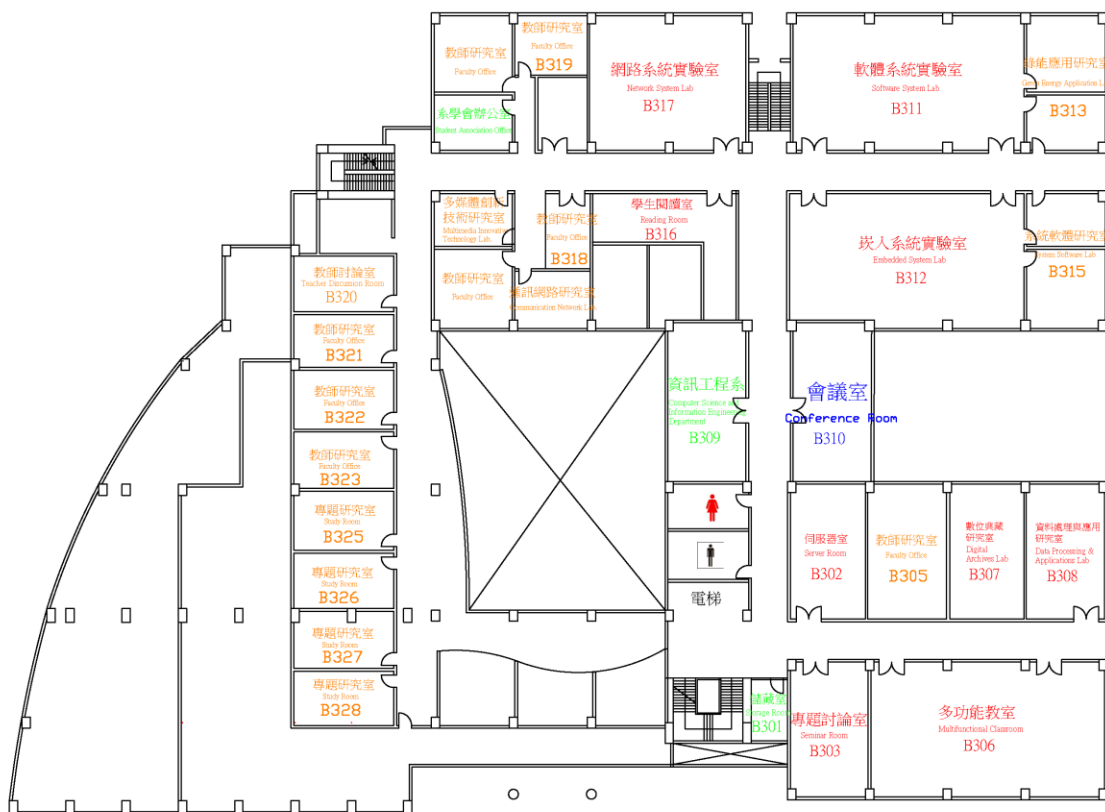 教師研究室
Faculty Office
教師研究室
Faculty Office
B319
系學會辦公室
Student Association Office
網路系統實驗室
Network System Lab
B317
軟體系統實驗室
Software System Lab
B311
綠能應用研究室
Green Energy Application Lab
B313
多媒體創新
技術研究室
Multimedia Innovative
Technology Lab.
教師研究室
Faculty Office
B318
學生閱讀室
Reading Room
B316
崁入系統實驗室
Embedded System Lab
B312
系統軟體研究室
System Software Lab
B315
教師研究室
Faculty Office
通訊網路研究室
Communication Network Lab.
教師討論室
Teacher Discussion Room
B320
教師研究室
Faculty Office
B321
教師研究室
Faculty Office
B322
教師研究室
Faculty Office
B323
專題研究室
Study Room
B325
專題研究室
Study Room
B326
專題研究室
Study Room
B327
專題研究室
Study Room
B328
資訊工程系
Computer Science and
Information Engineering
Department
B309
會議室
Conference Room
B310
電梯
伺服器室
Server Room
B302
教師研究室
Faculty Office
B305
數位典藏
研究室
Digital
Archives Lab
B307
資料處理與應用
研究室
Data Processing &
Applications Lab
B308
儲藏室
Storage Room
B301
專題討論室
Seminar Room
B303
多功能教室
Multifunctional Classroom
B306